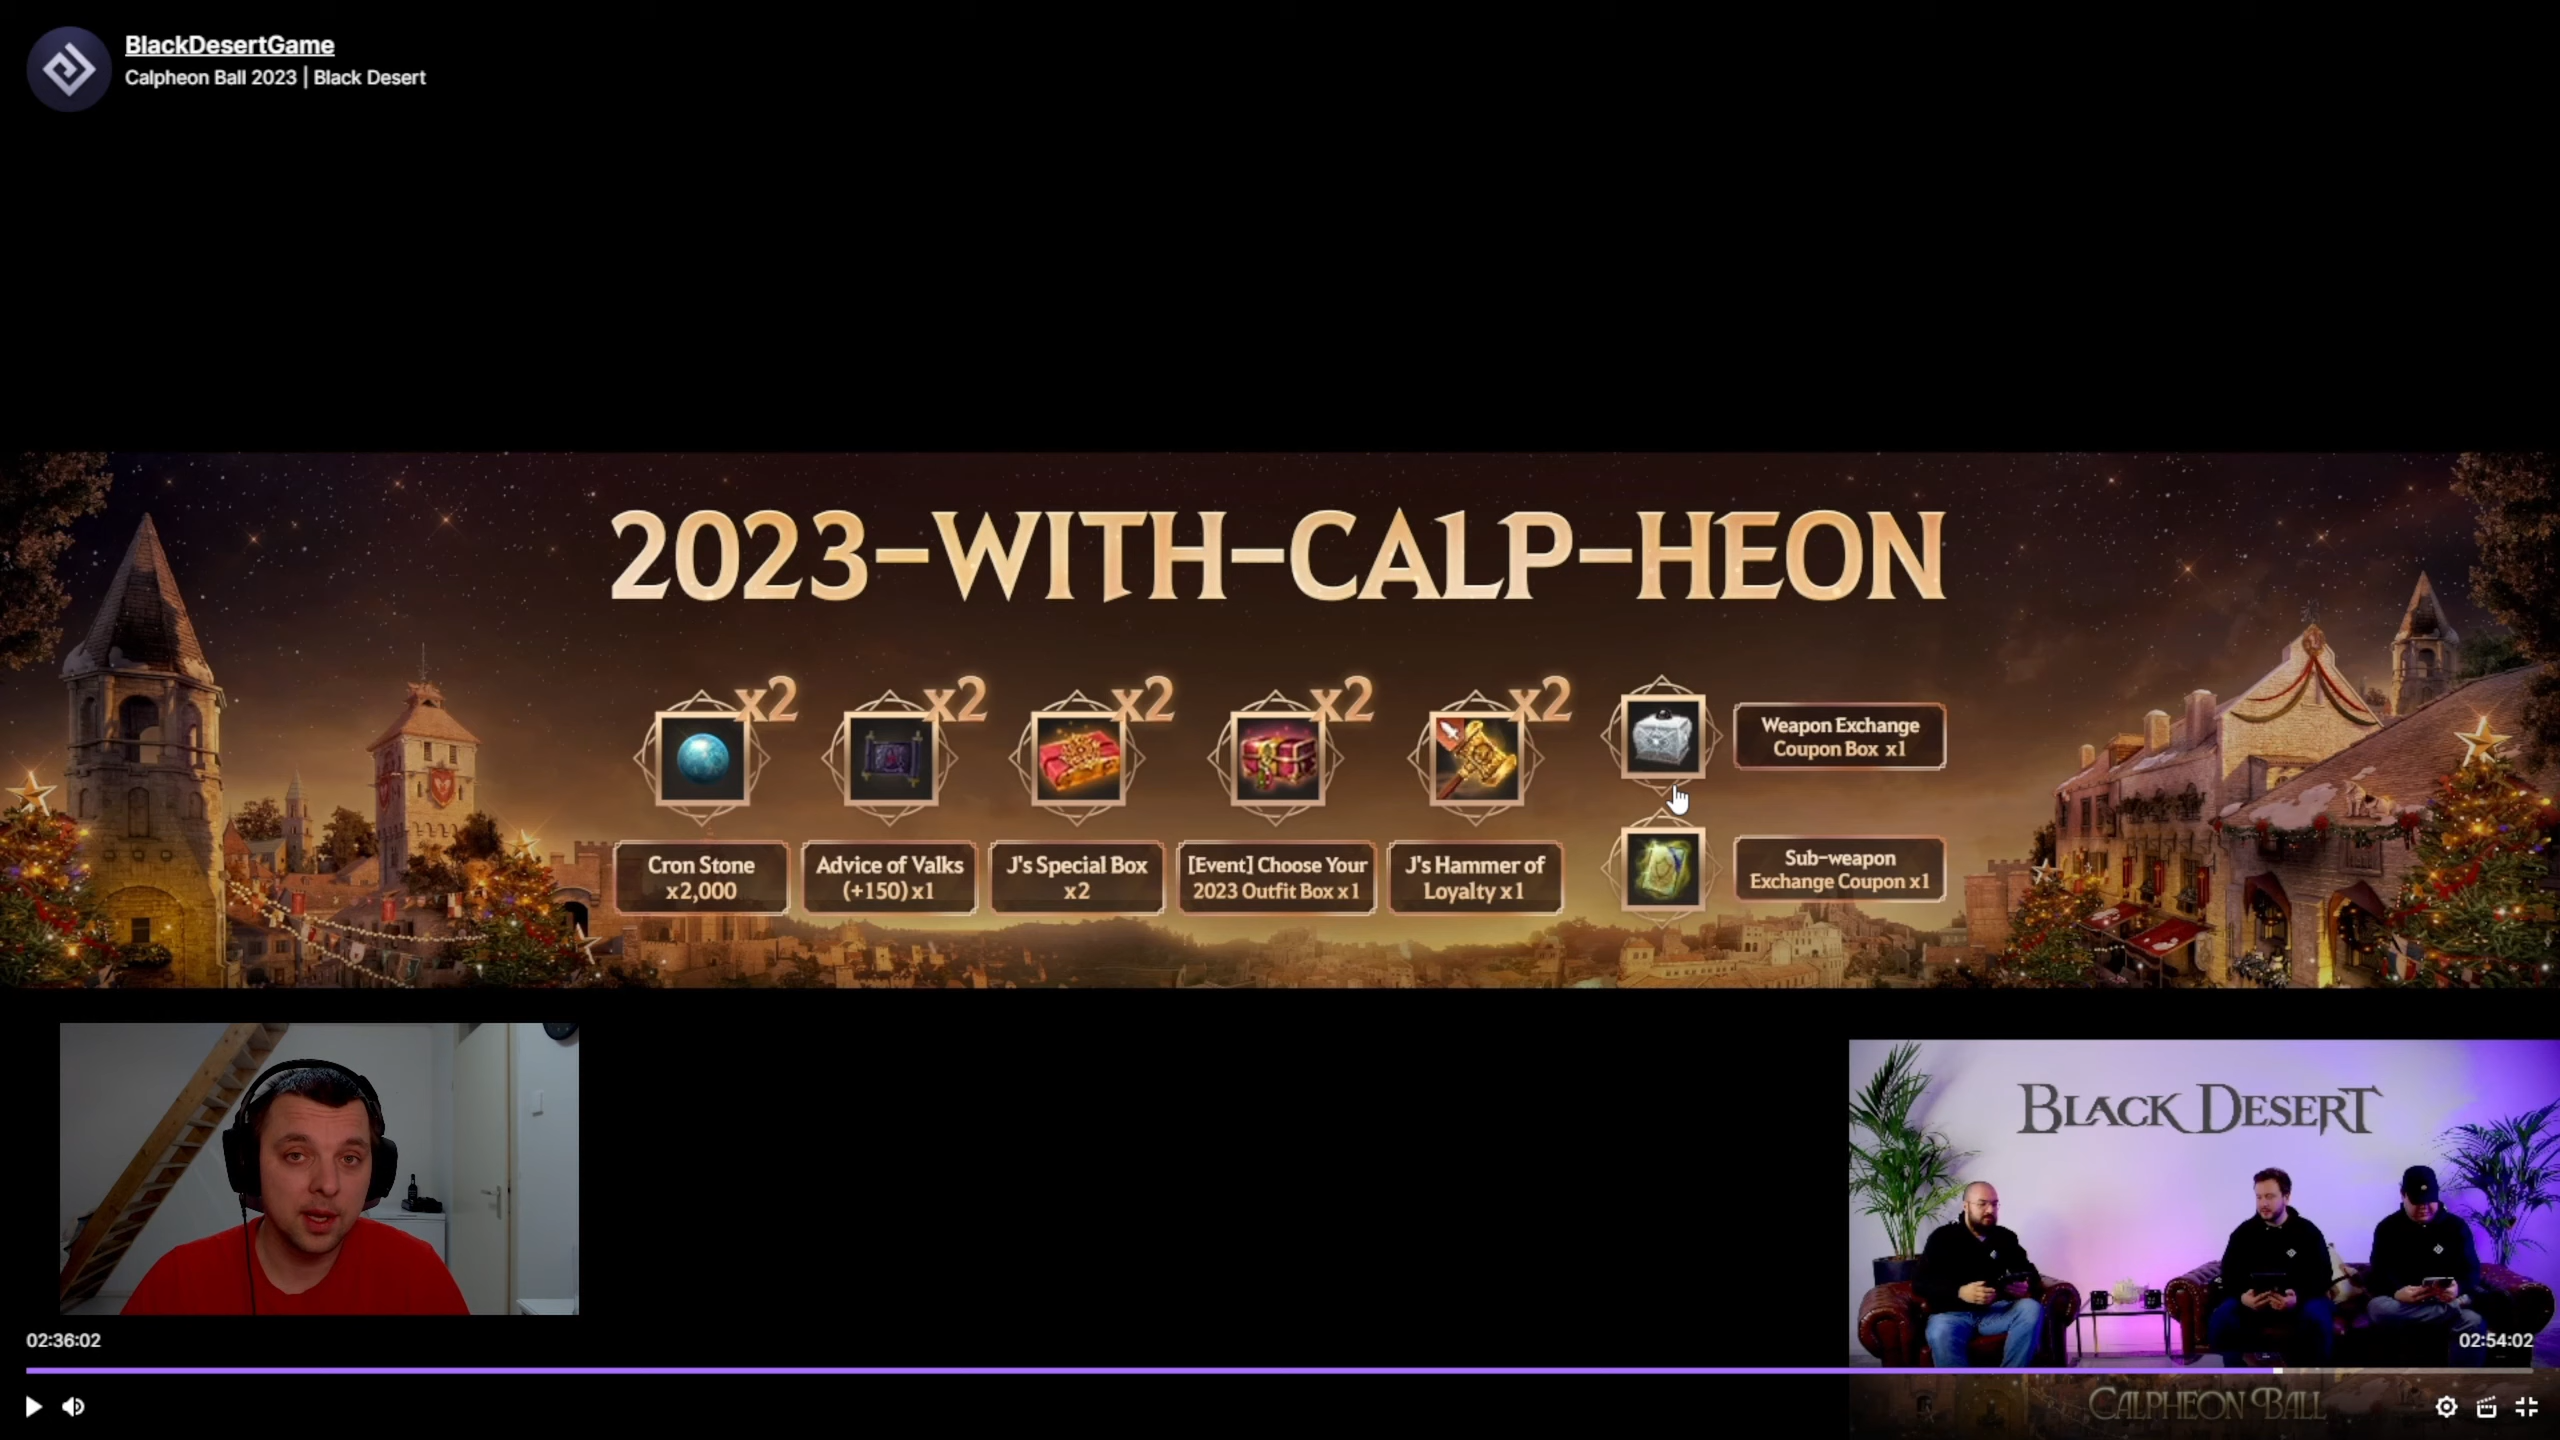 BlackDesertGame
Calpheon Ball 2023 | Black Desert
2023-WITH-CALP-HEON
x2
x2
x2
x2
x2
Cron Stone
x2,000
Advice of Valks
(+150) x1
J's Special Box
x2
[Event] Choose Your
2023 Outfit Box x1
J's Hammer of
Loyalty x1
Weapon Exchange
Coupon Box x1
Sub-weapon
Exchange Coupon x1
BLACK DESERT
02:36:02
02:54:02
CALPHEON BALL